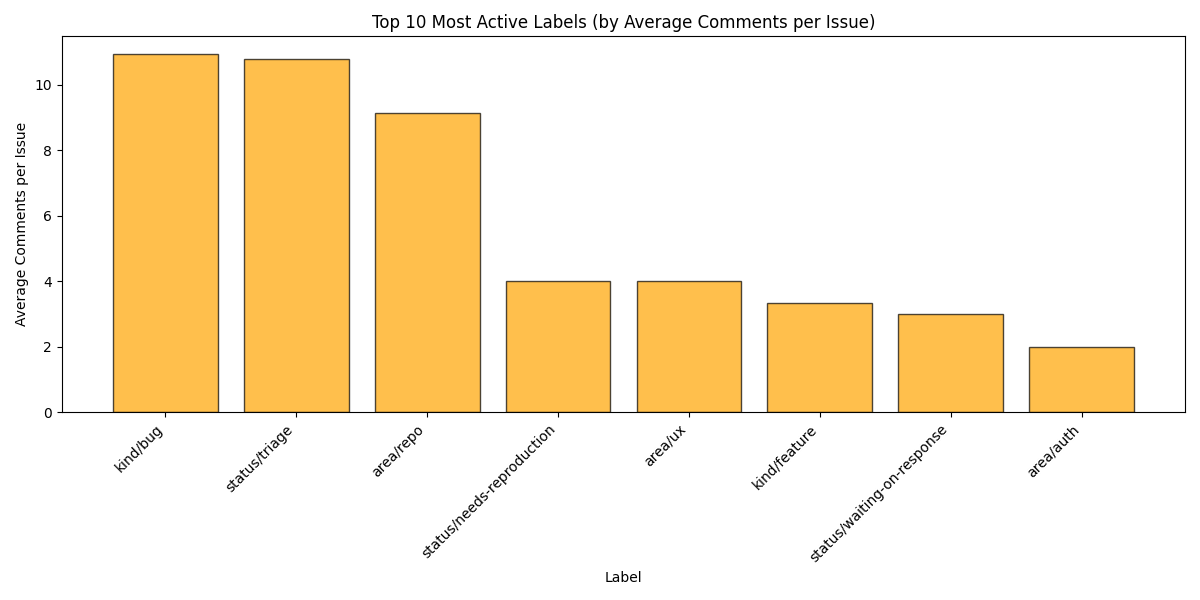 Top 10 Most Active Labels (by Average Comments per Issue)
Average Comments per Issue
10
8
6
4
2
0
kind/bug
status/triage
area/repo
status/needs-reproduction
area/ux
kind/feature
status/waiting-on-response
area/auth
Label